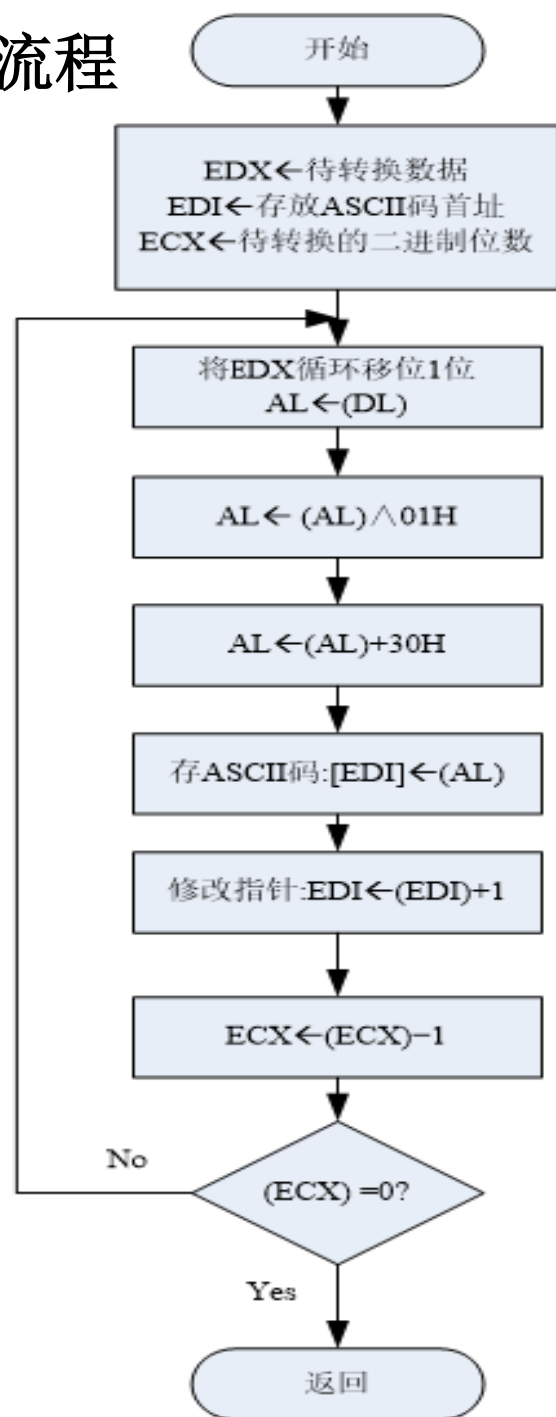 流程
开始
EDX←待转换数据
EDI←存放ASCII码首址
ECX←待转换的二进制位数
将EDX循环移位1位
AL←(DL)
AL← (AL)∧01H
AL←(AL)+30H
存ASCII码:[EDI]←(AL)
修改指针:EDI←(EDI)+1
ECX←(ECX)−1
No
(ECX) =0?
Yes
返回